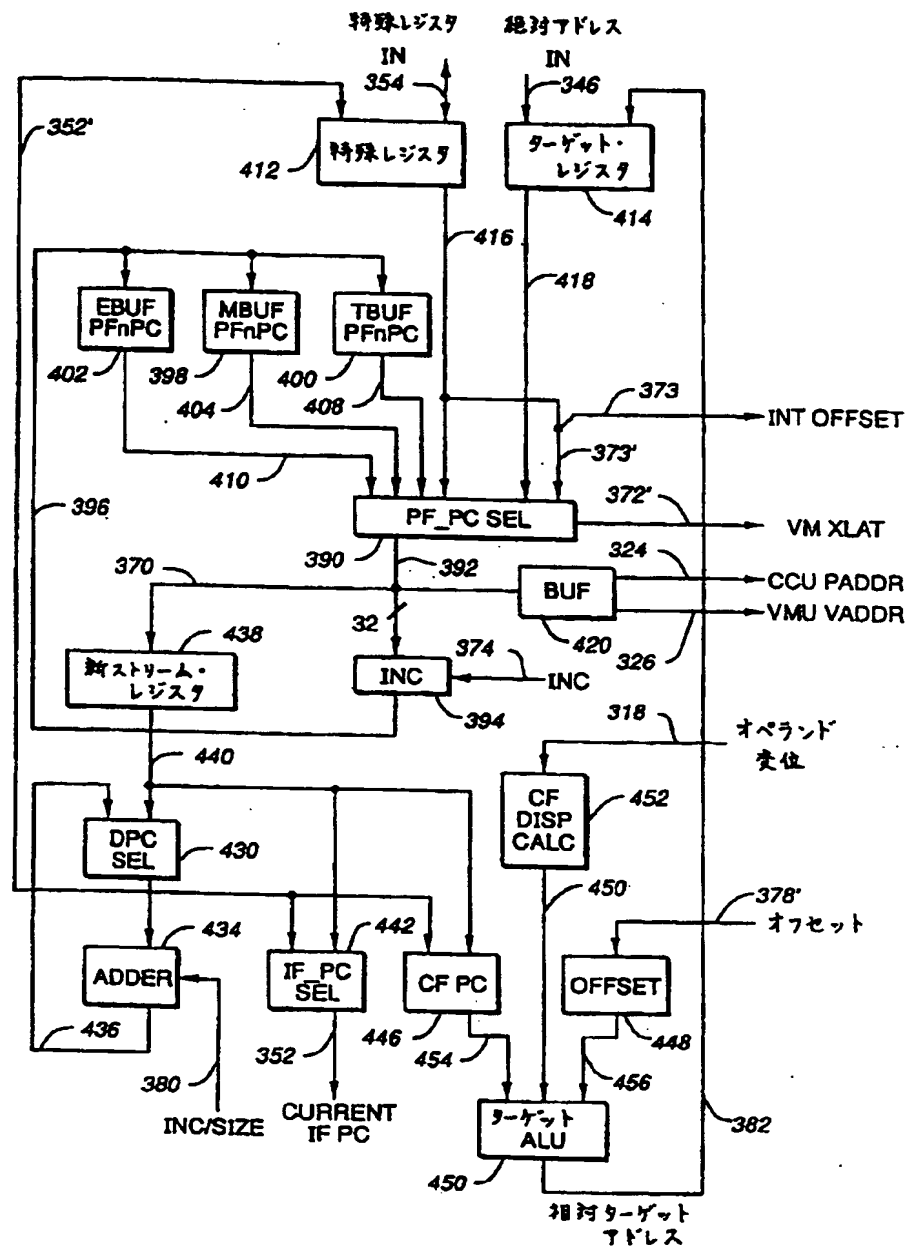 特殊レジスタ
IN
354
絶対アドレス
IN
346
352'
412
特殊レジスタ
ターゲット・
レジスタ
414
416
418
EBUF
PFnPC
402
MBUF
PFnPC
398
TBUF
PFnPC
400
404
408
410
396
373
INT OFFSET
373'
PF_PC SEL
390
372'
VM XLAT
392
370
BUF
420
324
CCU PADDR
VMU VADDR
326
32
438
新ストリーム・
レジスタ
INC
394
374
INC
440
318
オペランド
変位
CF
DISP
CALC
452
DPC
SEL
430
450
378'
オフセット
434
ADDER
436
442
IF_PC
SEL
352
CF PC
446
454
OFFSET
448
456
380
INC/SIZE
CURRENT
IF PC
ターゲット
ALU
450
382
相対ターゲット
アドレス